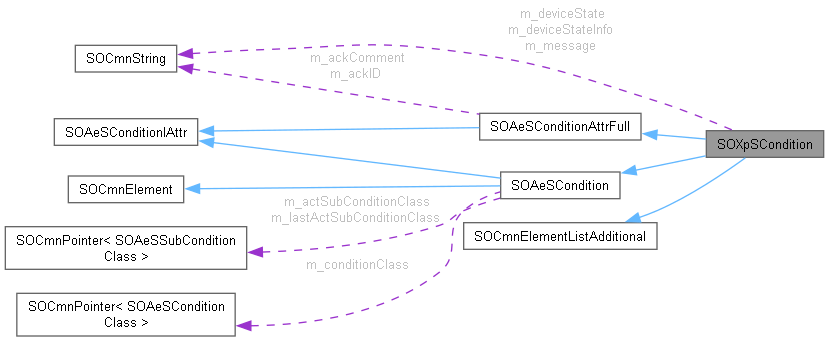 m_deviceState
m_deviceStateInfo
m_message
SOCmnString
m_ackComment
m_ackID
SOAeSConditionIAttr
SOAeSConditionAttrFull
SOXpSCondition
SOCmnElement
SOAeSCondition
m_actSubConditionClass
m_lastActSubConditionClass
SOCmnPointer< SOAeSSubCondition
Class >
SOCmnElementListAdditional
m_conditionClass
SOCmnPointer< SOAeSCondition
Class >